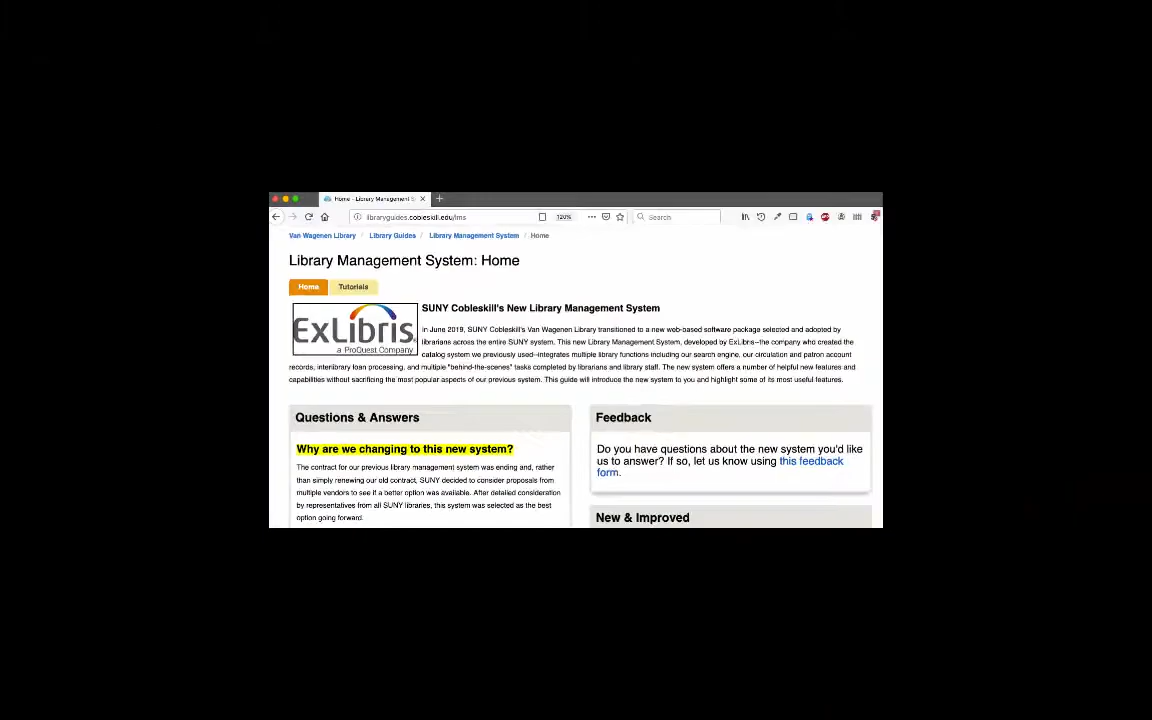 Home - Library Management S
libraryguides.cobleskill.edu/lms
120%
Search
Van Wagenen Library / Library Guides / Library Management System / Home
Library Management System: Home
Home
Tutorials
ExLibris
a ProQuest Company
SUNY Cobleskill's New Library Management System
In June 2019, SUNY Cobleskill's Van Wagenen Library transitioned to a new web-based software package selected and adopted by
librarians across the entire SUNY system. This new Library Management System, developed by ExLibris--the company who created the
catalog system we previously used--integrates multiple library functions including our search engine, our circulation and patron account
records, interlibrary loan processing, and multiple "behind-the-scenes" tasks completed by librarians and library staff. The new system offers a number of helpful new features and
capabilities without sacrificing the most popular aspects of our previous system. This guide will introduce the new system to you and highlight some of its most useful features.
Questions & Answers
Why are we changing to this new system?
The contract for our previous library management system was ending and, rather
than simply renewing our old contract, SUNY decided to consider proposals from
multiple vendors to see if a better option was available. After detailed consideration
by representatives from all SUNY libraries, this system was selected as the best
option going forward.
Feedback
Do you have questions about the new system you'd like
us to answer? If so, let us know using this feedback
form.
New & Improved